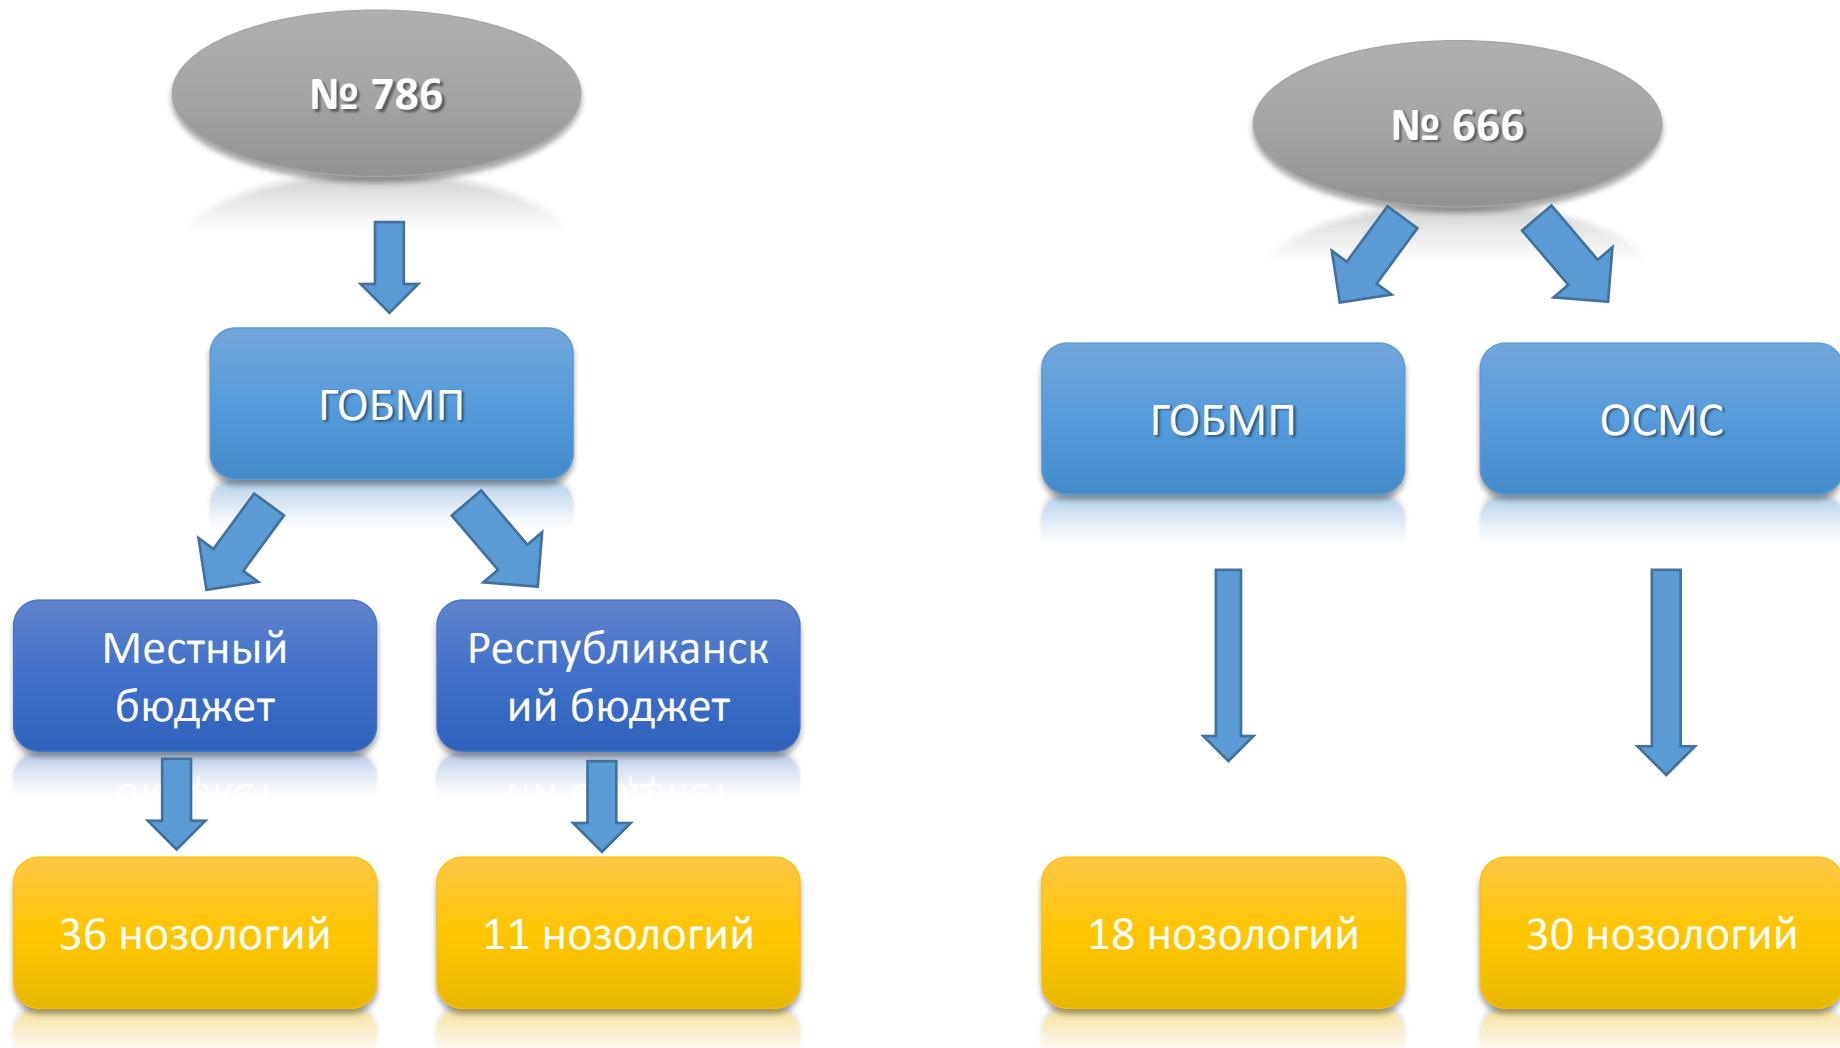 № 786
ГОБМП
Местный
бюджет
Республиканск
ий бюджет
36 нозологий
11 нозологий
№ 666
ГОБМП
ОСМС
18 нозологий
30 нозологий